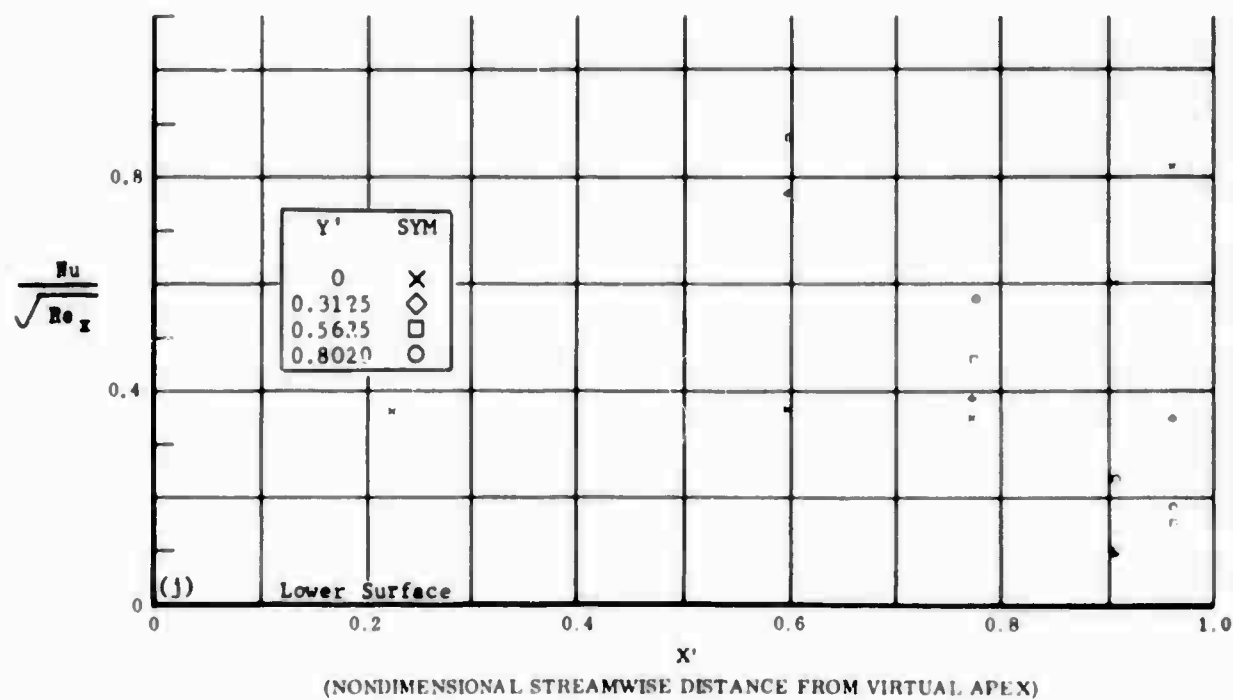 0.8
Nu
√Re x
0.4
0
Y' SYM
0 ×
0.3125 ◇
0.5625 □
0.8020 ○
(j) Lower Surface
0 0.2 0.4 0.6 0.8 1.0
X'
(NONDIMENSIONAL STREAMWISE DISTANCE FROM VIRTUAL APEX)